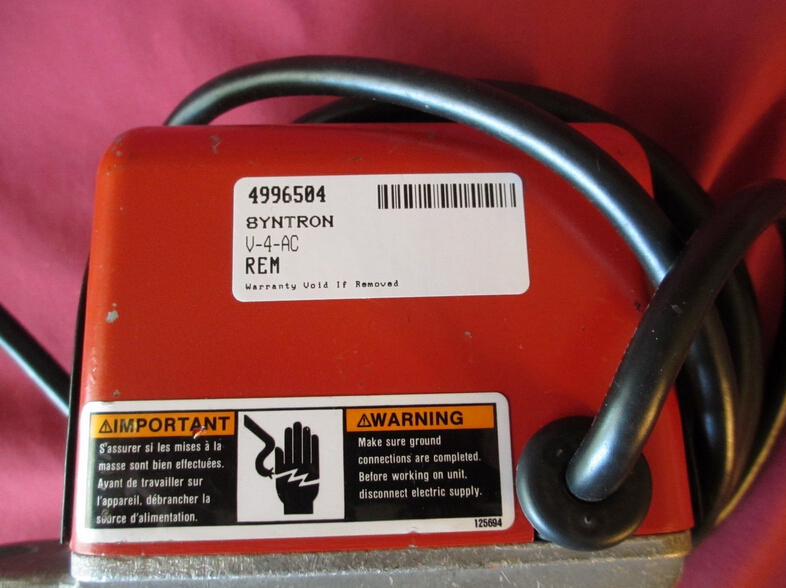 4996504
SYNTRON
V-4-AC
REM
Warranty Void If Removed
⚠IMPORTANT
S'assurer si les mises à la
masse sont bien effectuées.
Ayant de travailler sur
l'appareil, débrancher la
source d'alimentation.
⚠WARNING
Make sure ground
connections are completed.
Before working on unit,
disconnect electric supply.
125694